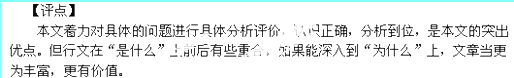 【评点】
本文着力对具体的问题进行具体分析评价，认识正确，分析到位，是本文的突出
优点。但行文在“是什么”上前后有些重合，如果能深入到“为什么”上，文章当更
为丰富，更有价值。